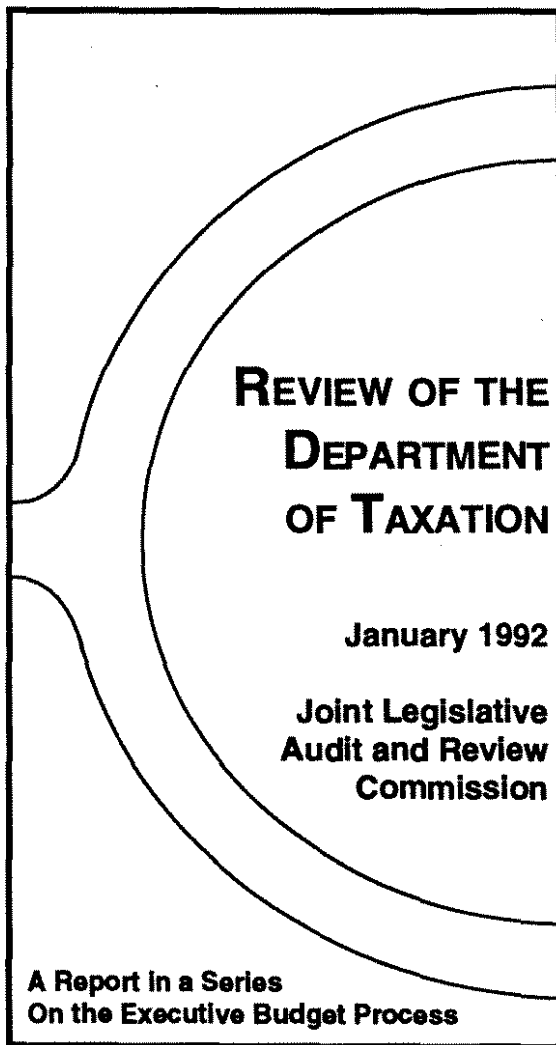 REVIEW OF THE
DEPARTMENT
OF TAXATION
January 1992
Joint Legislative
Audit and Review
Commission
A Report in a Series
On the Executive Budget Process